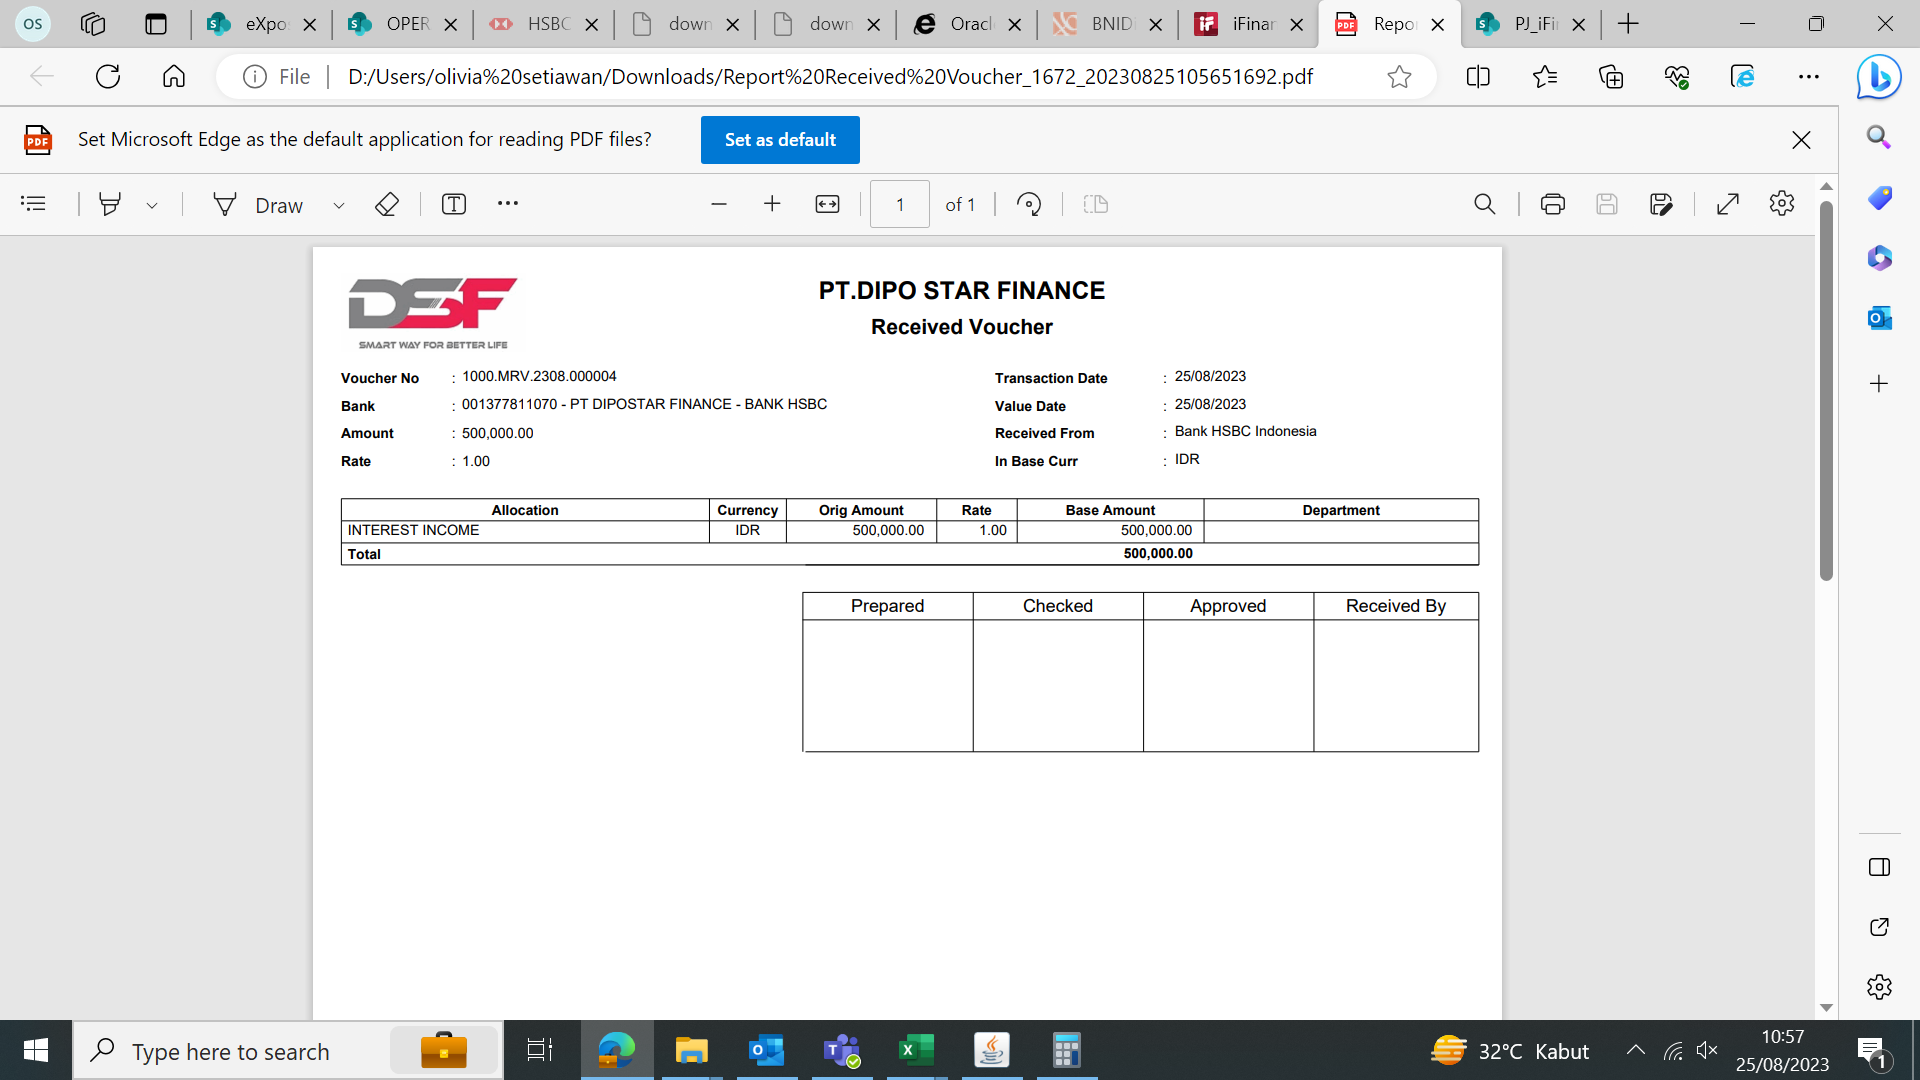 OS
eXpo
OPER
HSBC
down
down
Oracl
BNIDi
iFinan
Repo
PJ_iFi
File
D:/Users/olivia%20setiawan/Downloads/Report%20Received%20Voucher_1672_20230825105651692.pdf
Set Microsoft Edge as the default application for reading PDF files?
Set as default
Draw
1
of 1
DSF
SMART WAY FOR BETTER LIFE
PT.DIPO STAR FINANCE
Received Voucher
Voucher No : 1000.MRV.2308.000004
Transaction Date : 25/08/2023
Bank : 001377811070 - PT DIPOSTAR FINANCE - BANK HSBC
Value Date : 25/08/2023
Amount : 500,000.00
Received From : Bank HSBC Indonesia
Rate : 1.00
In Base Curr : IDR
Allocation Currency Orig Amount Rate Base Amount Department
INTEREST INCOME IDR 500,000.00 1.00 500,000.00
Total 500,000.00
Prepared Checked Approved Received By
Type here to search
32°C Kabut
10:57
25/08/2023
1